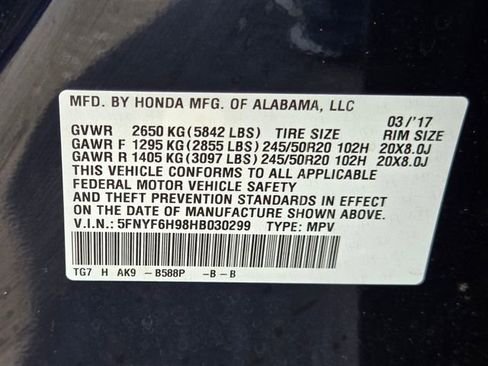 MFD. BY HONDA MFG. OF ALABAMA, LLC 03/'17
GVWR 2650 KG (5842 LBS) TIRE SIZE RIM SIZE
GAWR F 1295 KG (2855 LBS) 245/50R20 102H 20X8.0J
GAWR R 1405 KG (3097 LBS) 245/50R20 102H 20X8.0J
THIS VEHICLE CONFORMS TO ALL APPLICABLE
FEDERAL MOTOR VEHICLE SAFETY
AND THEFT PREVENTION STANDARDS IN EFFECT
ON THE DATE OF MANUFACTURE SHOWN ABOVE.
V.I.N.: 5FNYF6H98HB030299 TYPE: MPV
TG7 H AK9 -B588P -B-B